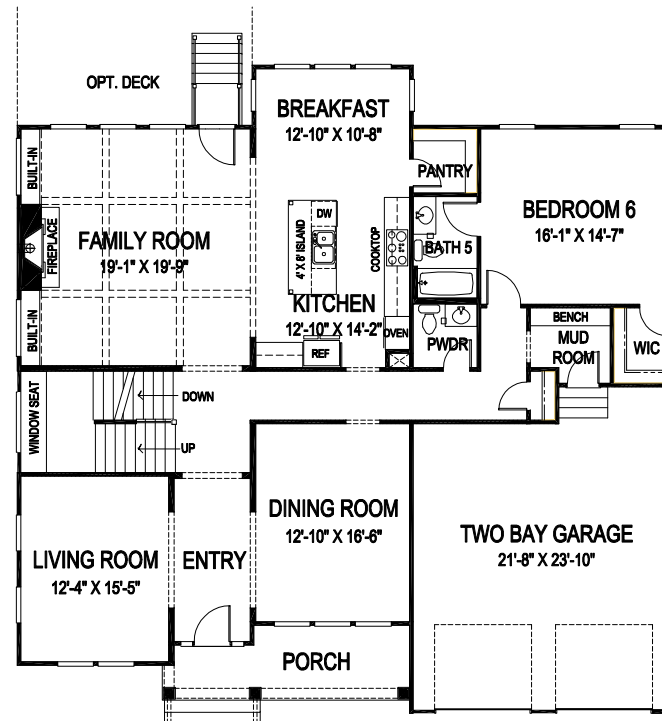 OPT. DECK
BREAKFAST
12'-10" X 10'-8"
BUILT-IN
PANTRY
BEDROOM 6
16'-1" X 14'-7"
FAMILY ROOM
19'-1" X 19'-9"
FIREPLACE
DW
4' X 8' ISLAND
COOKTOP
BATH 5
KITCHEN
12'-10" X 14'-2"
BUILT-IN
REF
OVEN
PWDR
BENCH
MUD
ROOM
WIC
WINDOW SEAT
DOWN
UP
DINING ROOM
12'-10" X 16'-6"
LIVING ROOM
12'-4" X 15'-5"
ENTRY
TWO BAY GARAGE
21'-8" X 23'-10"
PORCH